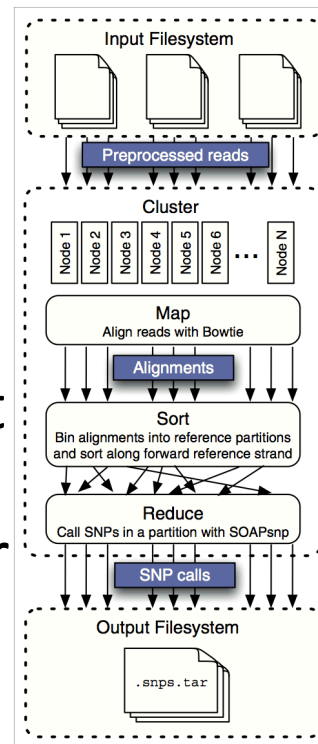 Input Filesystem
Preprocessed reads
Cluster
Node 1
Node 2
Node 3
Node 4
Node 5
Node 6
...
Node N
Map
Align reads with Bowtie
Alignments
Sort
Bin alignments into reference partitions
and sort along forward reference strand
Reduce
Call SNPs in a partition with SOAPsnp
SNP calls
Output Filesystem
.snps.tar